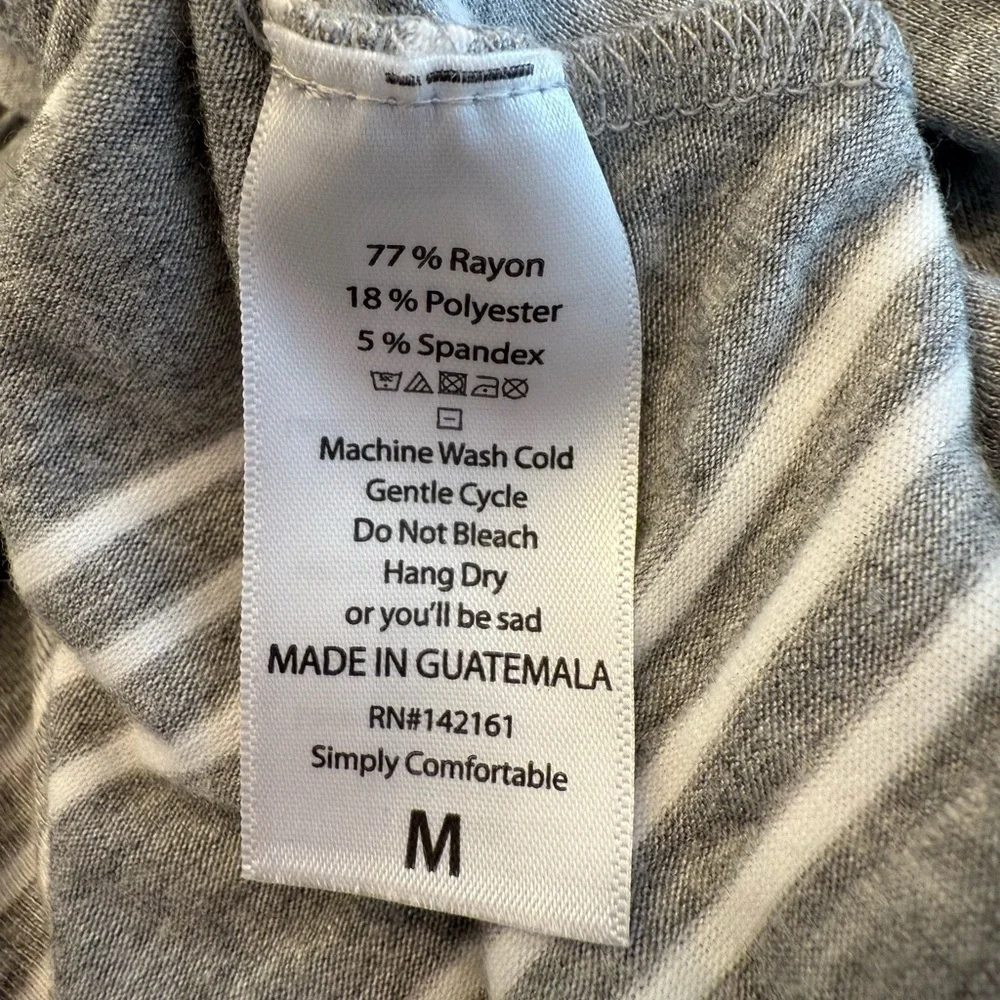 77 % Rayon
18 % Polyester
5 % Spandex
Machine Wash Cold
Gentle Cycle
Do Not Bleach
Hang Dry
or you'll be sad
MADE IN GUATEMALA
RN#142161
Simply Comfortable
M